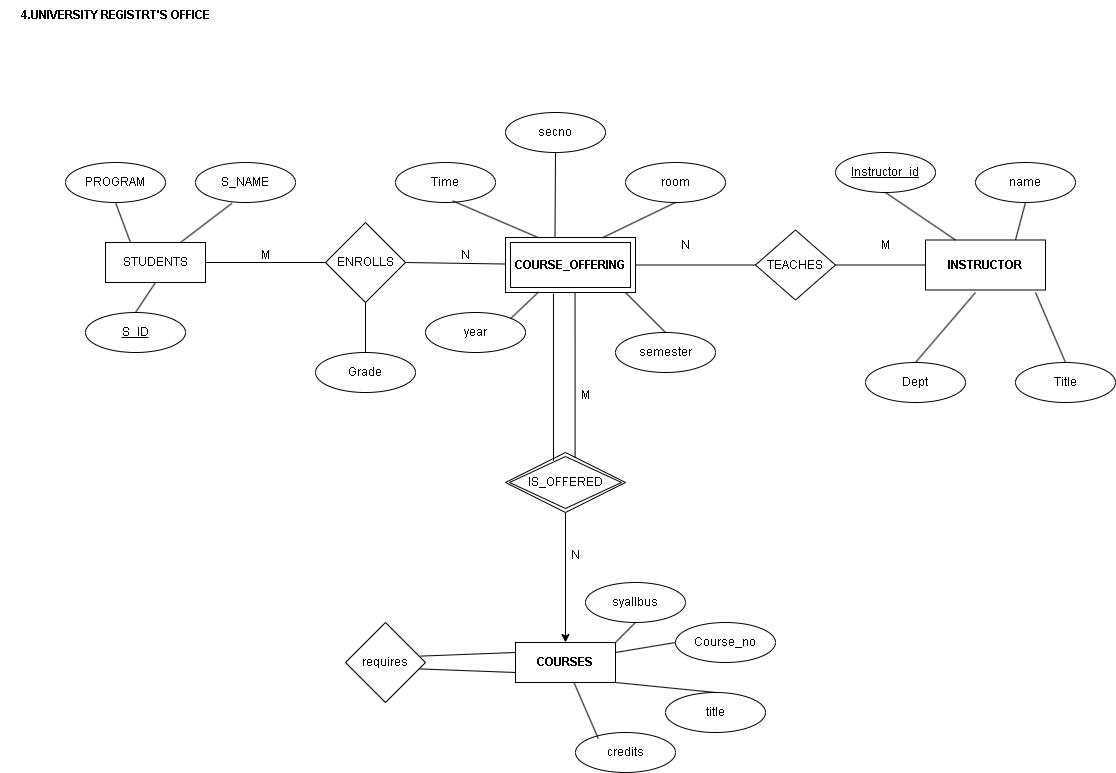 4.UNIVERSITY REGISTRT'S OFFICE
secno
PROGRAM
S_NAME
Time
room
Instructor_id
name
STUDENTS
M
ENROLLS
N
COURSE_OFFERING
N
TEACHES
M
INSTRUCTOR
S_ID
Grade
year
semester
Dept
Title
M
IS_OFFERED
N
syallbus
Course_no
requires
COURSES
title
credits